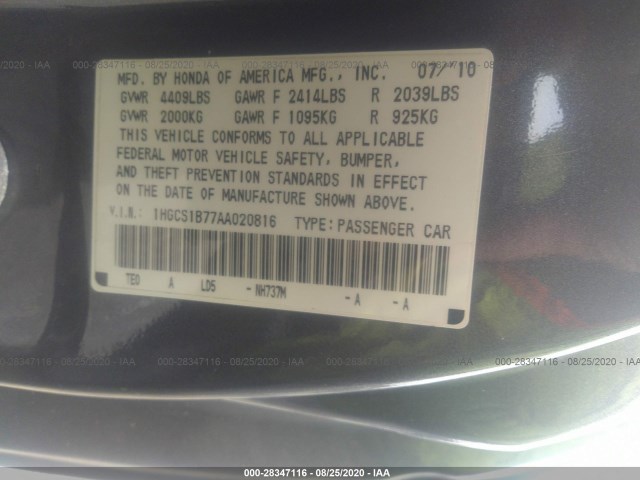 MFD. BY HONDA OF AMERICA MFG., INC. 07/10
GVWR 4409LBS GAWR F 2414LBS R 2039LBS
GVWR 2000KG GAWR F 1095KG R 925KG
THIS VEHICLE CONFORMS TO ALL APPLICABLE
FEDERAL MOTOR VEHICLE SAFETY, BUMPER,
AND THEFT PREVENTION STANDARDS IN EFFECT
ON THE DATE OF MANUFACTURE SHOWN ABOVE.
V.I.N.: 1HGCS1B77AA020816 TYPE: PASSENGER CAR
TE0 A LD5 - NH737M - A - A
000-28347116 - 08/25/2020 - IAA